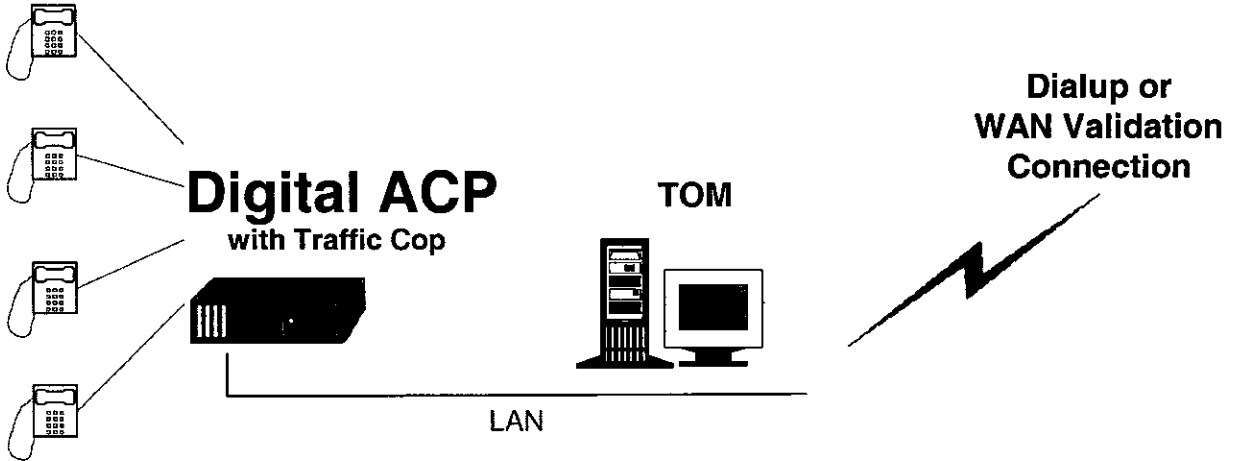 Dialup or
WAN Validation
Connection
Digital ACP
with Traffic Cop
TOM
LAN